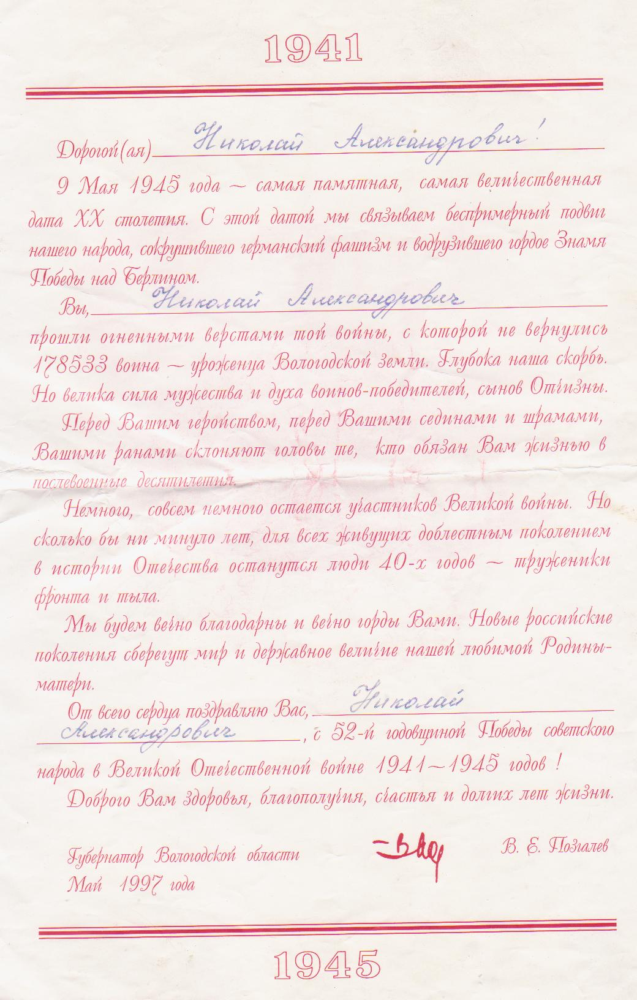 1941
Дорогой(ая) Николай Александрович!
9 Мая 1945 года – самая памятная, самая величественная
дата XX столетия. С этой датой мы связываем беспримерный подвиг
нашего народа, сокрушившего германский фашизм и водрузившего гордое Знамя
Победы над Берлином.
Вы, Николай Александрович
прошли огненными верстами той войны, с которой не вернулись
178533 воина – уроженца Вологодской земли. Глубока наша скорбь.
Но велика сила мужества и духа воинов-победителей, сынов Отчизны.
Перед Вашим геройством, перед Вашими сединами и шрамами,
Вашими ранами склоняют головы те, кто обязан Вам жизнью в
послевоенные десятилетия.
Немного, совсем немного остается участников Великой войны. Но
сколько бы ни минуло лет, для всех живущих доблестным поколением
в истории Отечества останутся люди 40-х годов – труженики
фронта и тыла.
Мы будем вечно благодарны и вечно горды Вами. Новые российские
поколения сберегут мир и державное величие нашей любимой Родины-
матери.
От всего сердца поздравляю Вас, Николай
Александрович, с 52-й годовщиной Победы советского
народа в Великой Отечественной войне 1941–1945 годов !
Доброго Вам здоровья, благополучия, счастья и долгих лет жизни.
Губернатор Вологодской области В. Е. Позгалев
Май 1997 года
1945